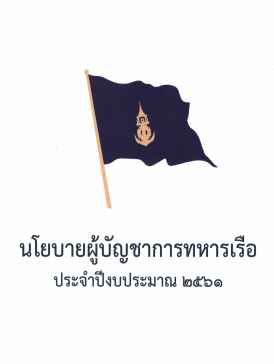 นโยบายผู้บัญชาการทหารเรือ
ประจำปีงบประมาณ ๒๕๖๑